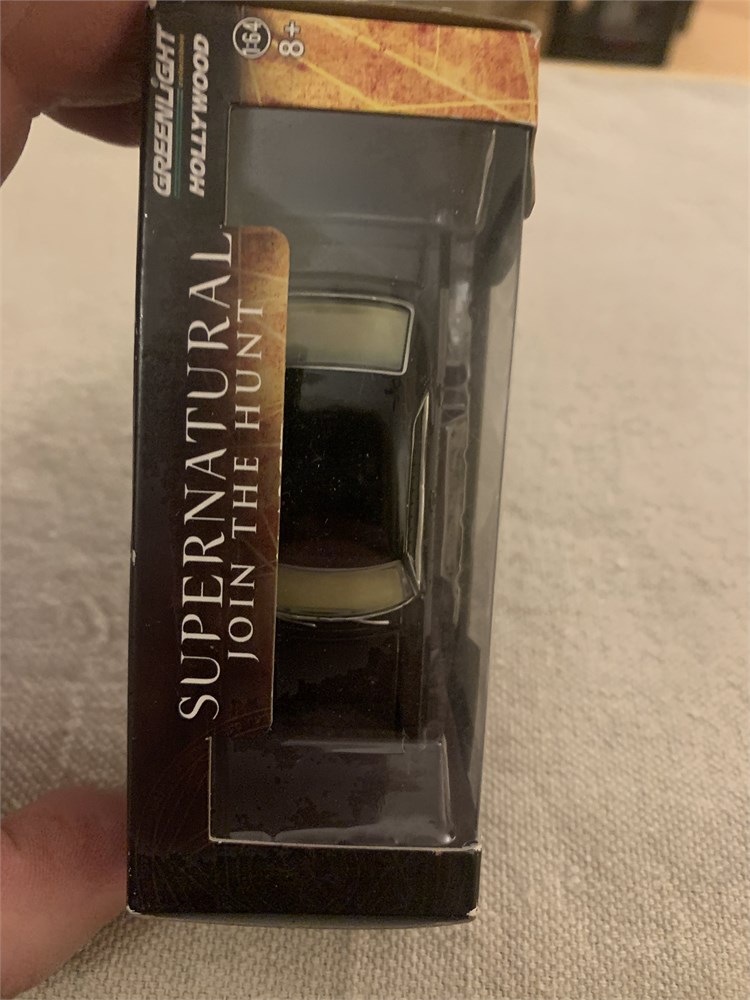 GREENLiGHT
HOLLYWOOD
1:64
8+
SUPERNATURAL
JOIN THE HUNT